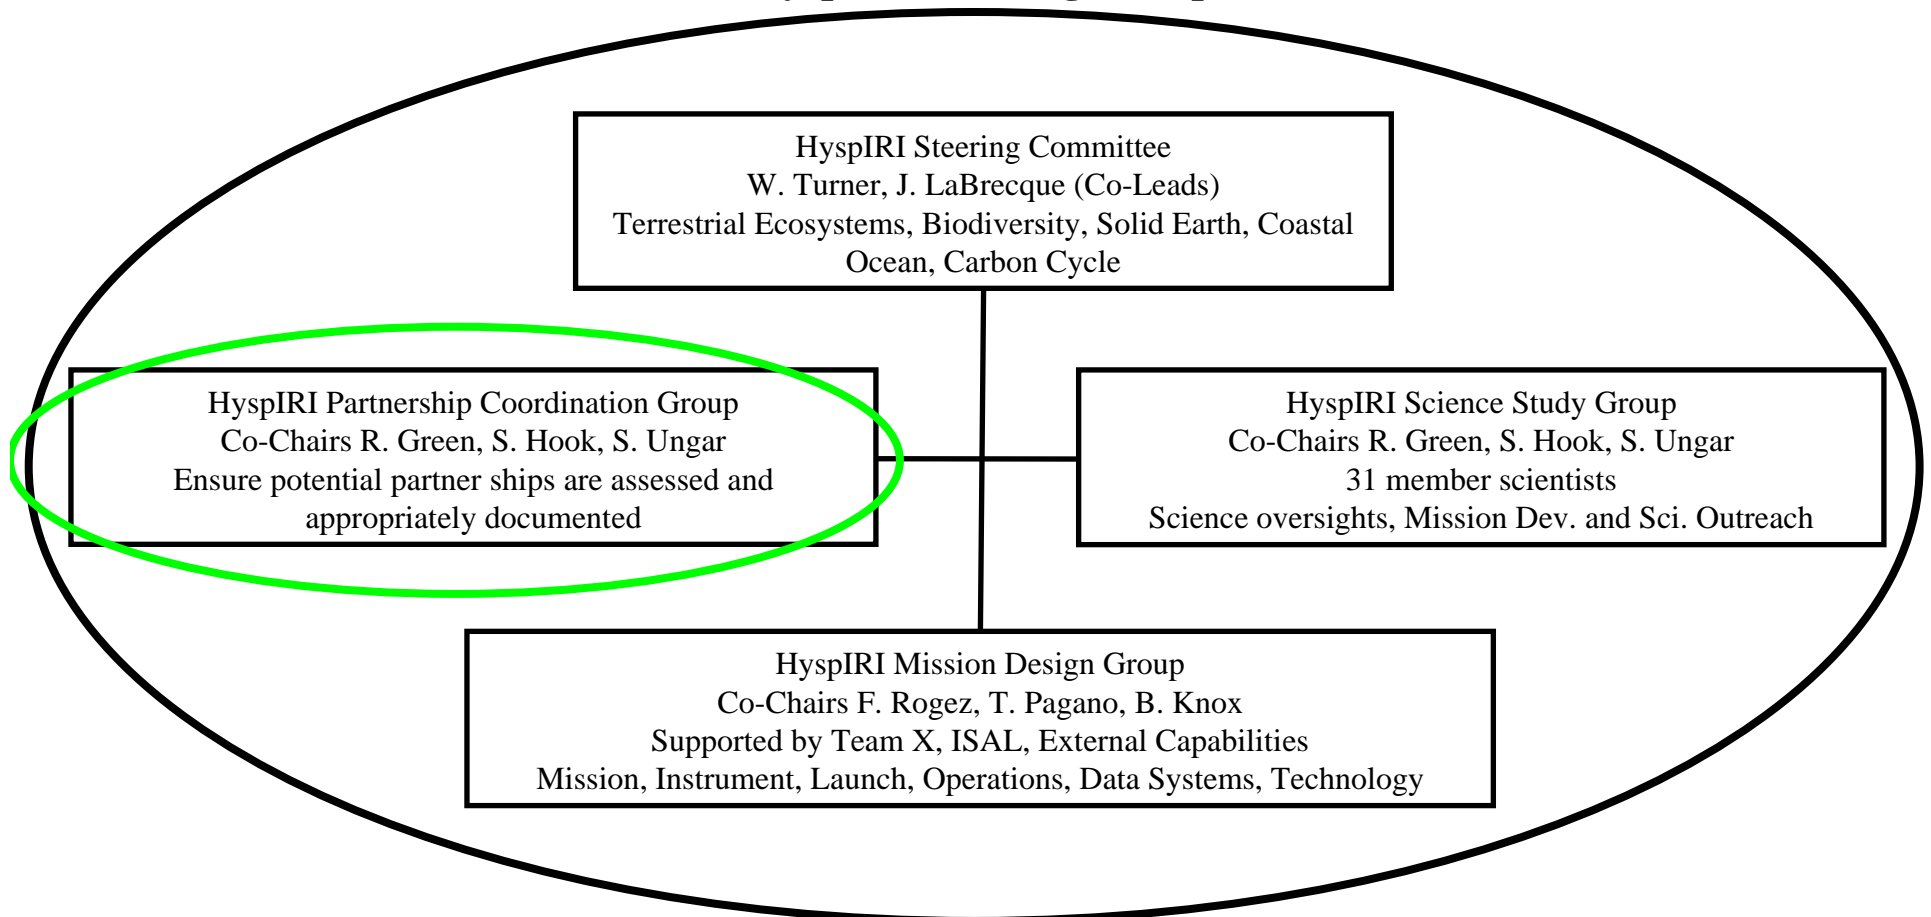 HyspIRI Steering Committee
W. Turner, J. LaBrecque (Co-Leads)
Terrestrial Ecosystems, Biodiversity, Solid Earth, Coastal
Ocean, Carbon Cycle
HyspIRI Partnership Coordination Group
Co-Chairs R. Green, S. Hook, S. Ungar
Ensure potential partner ships are assessed and
appropriately documented
HyspIRI Science Study Group
Co-Chairs R. Green, S. Hook, S. Ungar
31 member scientists
Science oversights, Mission Dev. and Sci. Outreach
HyspIRI Mission Design Group
Co-Chairs F. Rogez, T. Pagano, B. Knox
Supported by Team X, ISAL, External Capabilities
Mission, Instrument, Launch, Operations, Data Systems, Technology